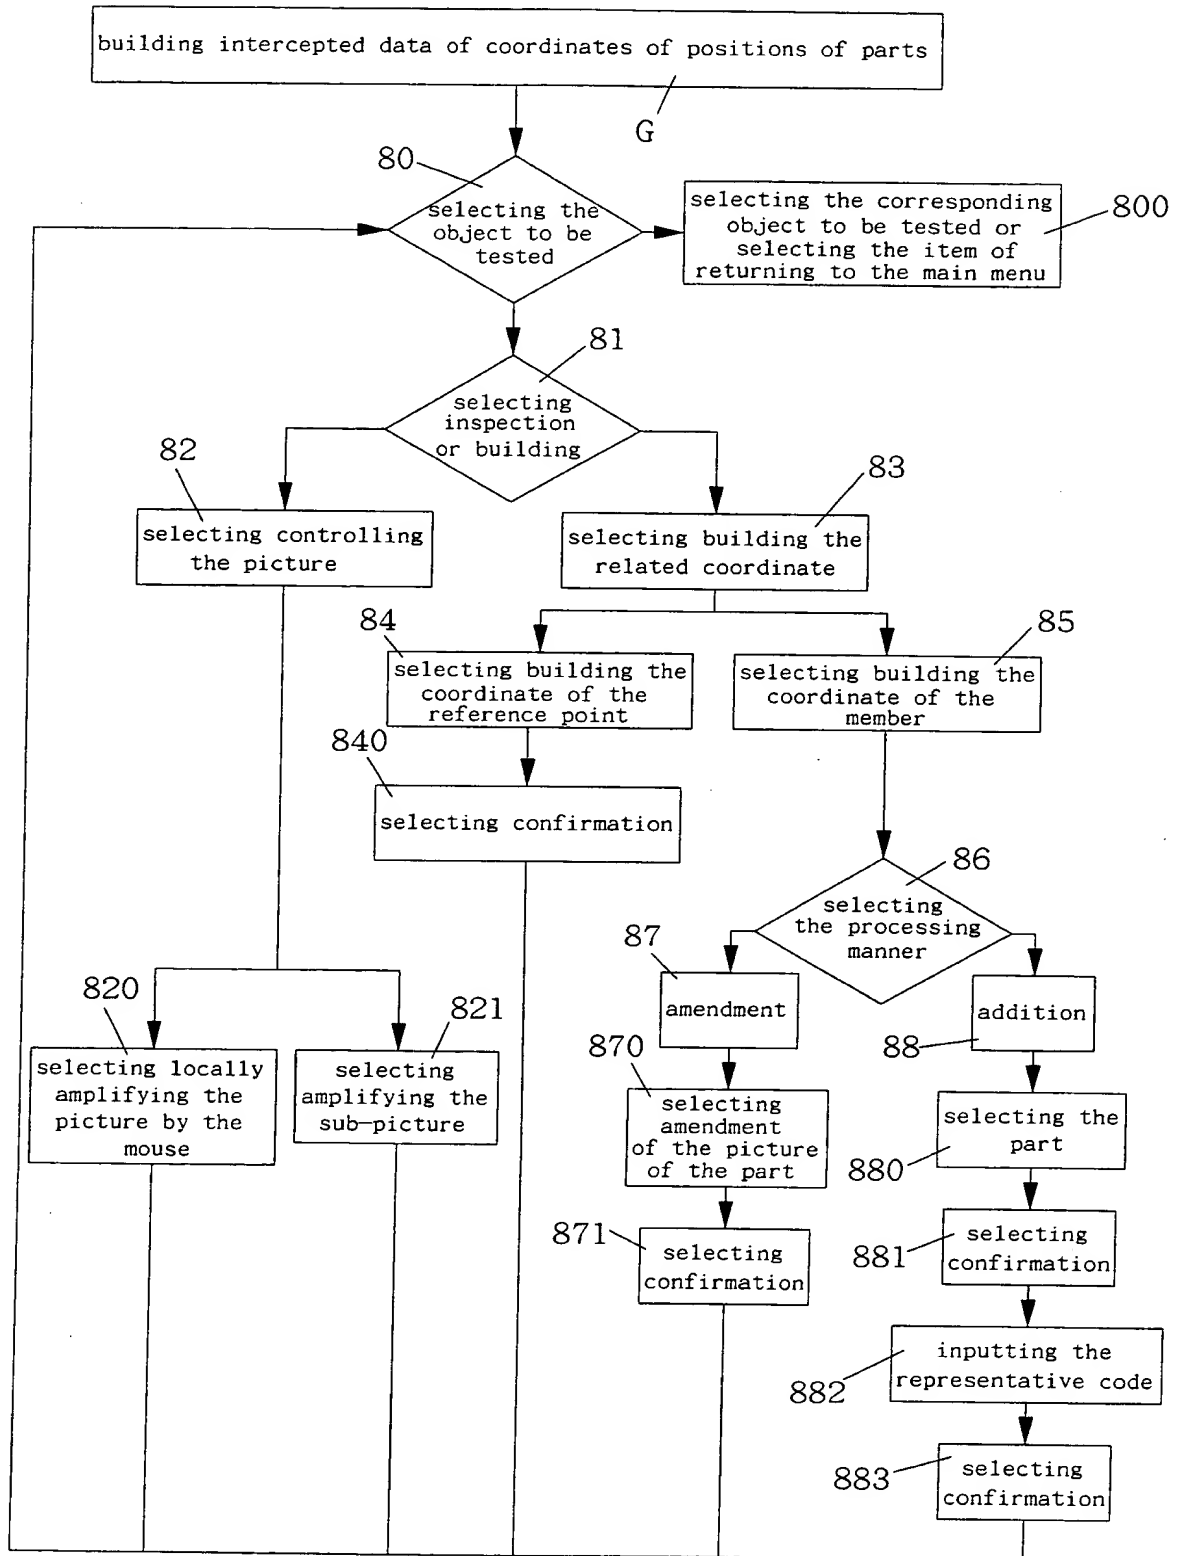 building intercepted data of coordinates of positions of parts
G
80
selecting the
object to be
tested
selecting the corresponding
object to be tested or
selecting the item of
returning to the main menu
800
81
selecting
inspection
or building
82
selecting controlling
the picture
83
selecting building the
related coordinate
84
selecting building the
coordinate of the
reference point
85
selecting building the
coordinate of the
member
840
selecting confirmation
86
selecting
the processing
manner
87
amendment
addition
88
820
selecting locally
amplifying the
picture by the
mouse
821
selecting
amplifying the
sub-picture
870
selecting
amendment
of the picture
of the part
selecting the
part
880
871
selecting
confirmation
881
selecting
confirmation
inputting the
representative code
882
883
selecting
confirmation